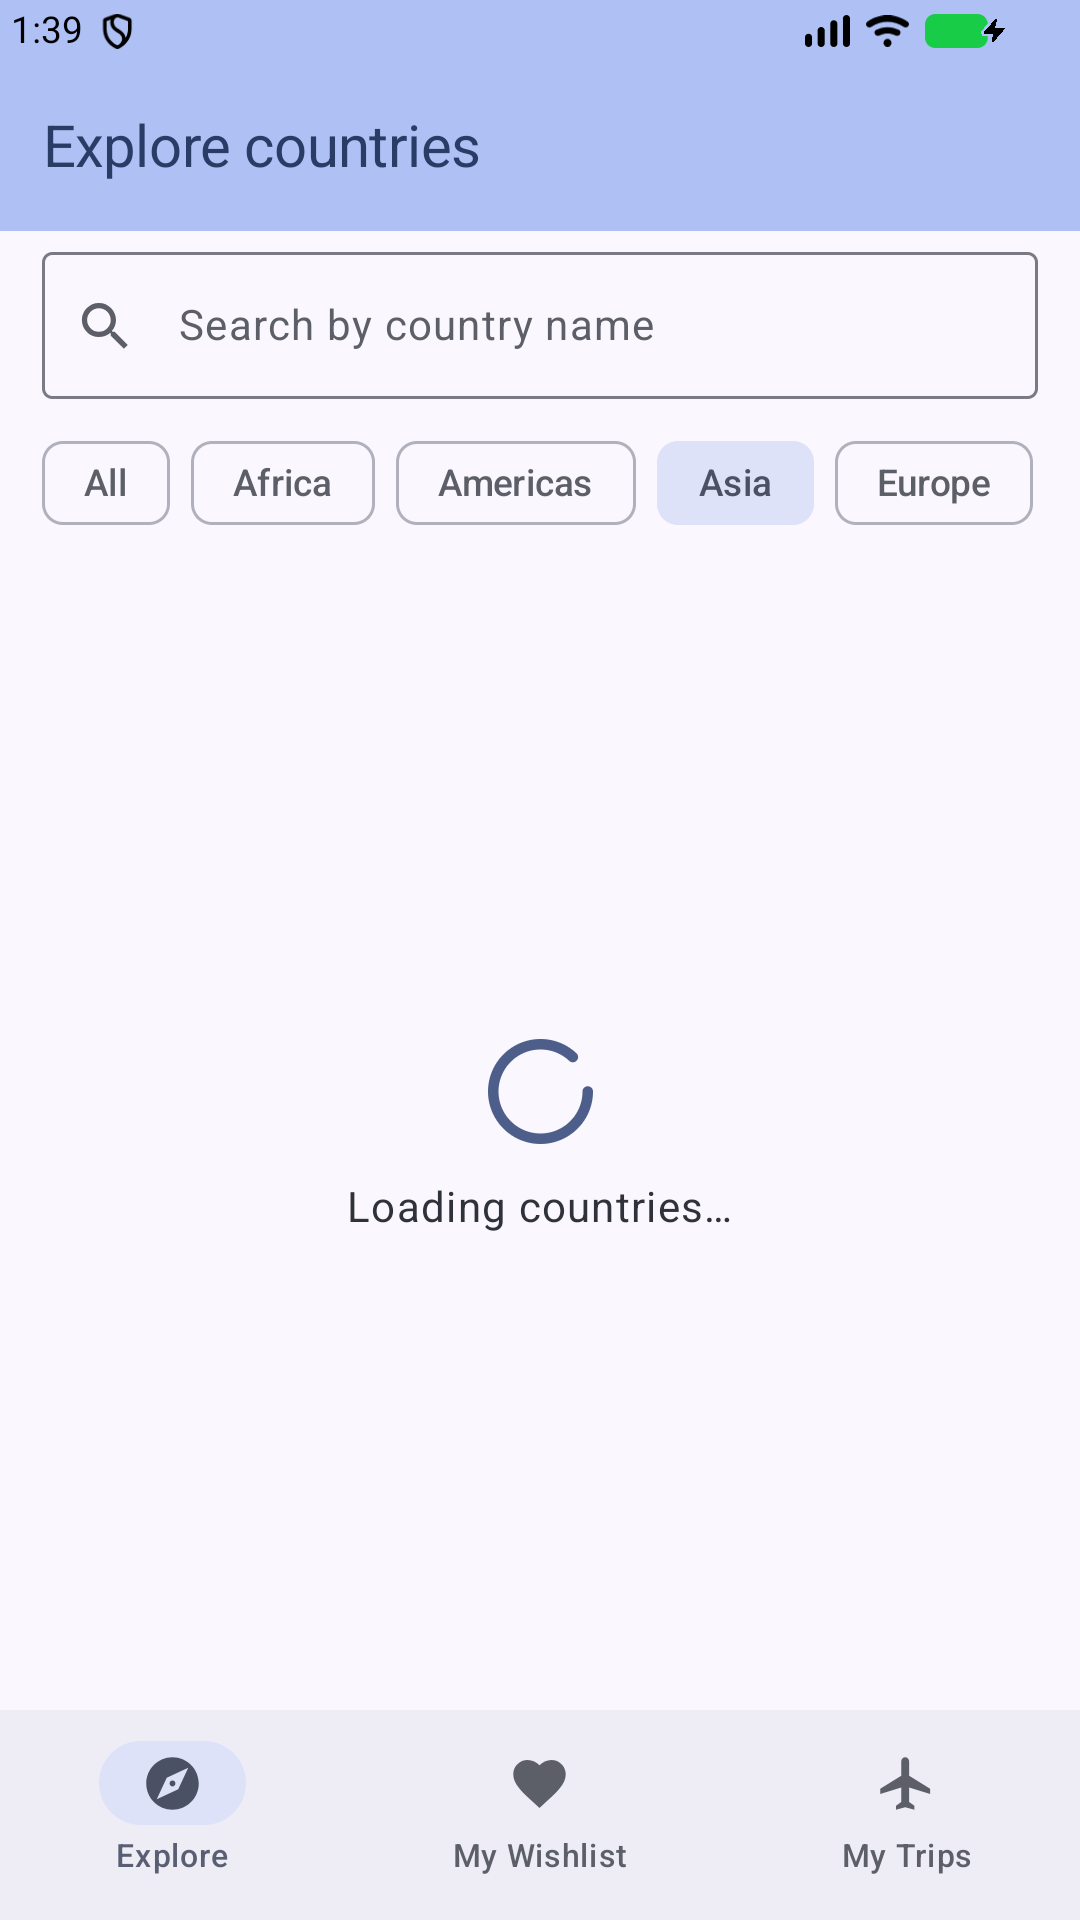 1:39
Explore countries
Search by country name
All Africa Americas Asia Europe
Loading countries...
Explore My Wishlist My Trips